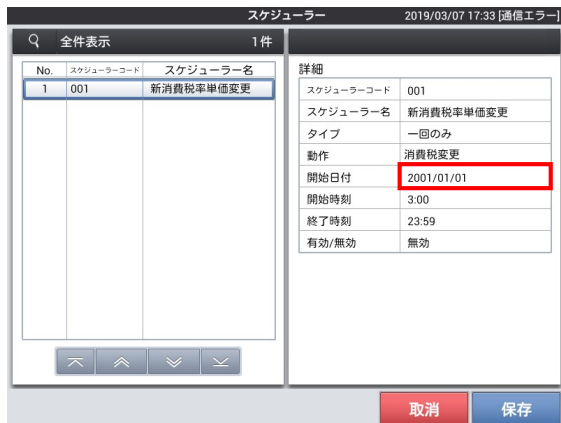 スケジューラー 2019/03/07 17:33 [通信エラー]
全件表示 1件
No. スケジューラーコード スケジューラー名
1 001 新消費税率単価変更
詳細
スケジューラーコード 001
スケジューラー名 新消費税率単価変更
タイプ 一回のみ
動作 消費税変更
開始日付 2001/01/01
開始時刻 3:00
終了時刻 23:59
有効/無効 無効
取消 保存